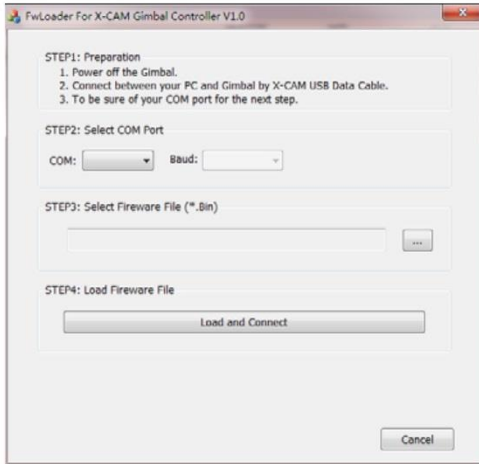 FwLoader For X-CAM Gimbal Controller V1.0
STEP1: Preparation
1. Power off the Gimbal.
2. Connect between your PC and Gimbal by X-CAM USB Data Cable.
3. To be sure of your COM port for the next step.
STEP2: Select COM Port
COM: Baud:
STEP3: Select Fireware File (*.Bin)
...
STEP4: Load Fireware File
Load and Connect
Cancel